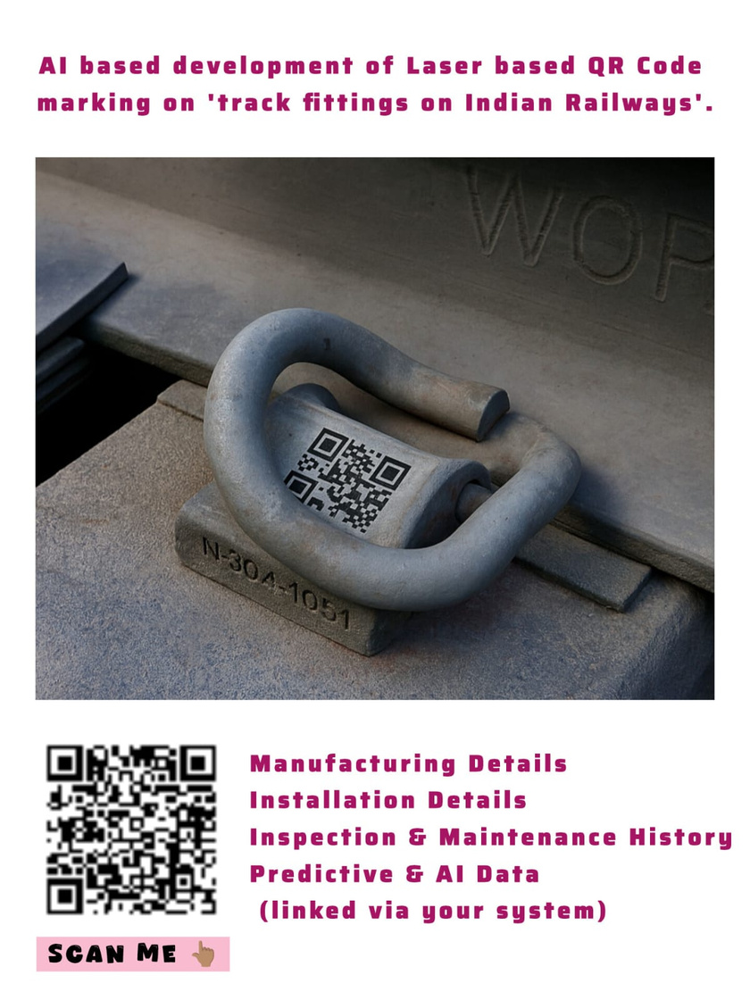 AI based development of Laser based QR Code
marking on 'track fittings on Indian Railways'.
WOP
N-304-1051
Manufacturing Details
Installation Details
Inspection & Maintenance History
Predictive & AI Data
(linked via your system)
SCAN ME